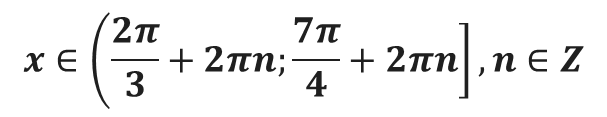 x ∈ (2π/3 + 2πn; 7π/4 + 2πn], n ∈ Z